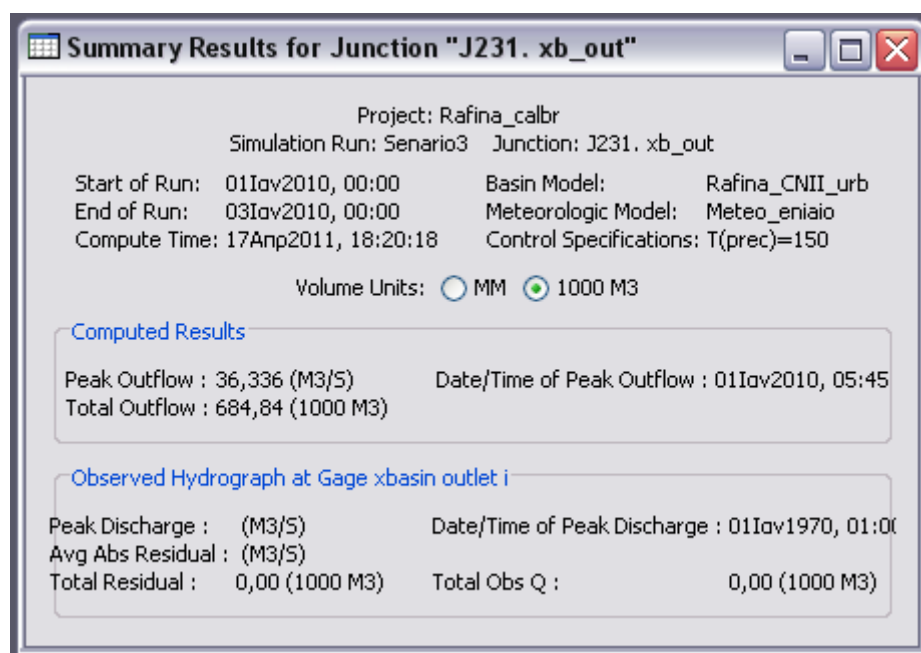 Summary Results for Junction "J231. xb_out"
Project: Rafina_calbr
Simulation Run: Senario3 Junction: J231. xb_out
Start of Run: 01Ιαν2010, 00:00 Basin Model: Rafina_CNII_urb
End of Run: 03Ιαν2010, 00:00 Meteorologic Model: Meteo_eniaio
Compute Time: 17Απρ2011, 18:20:18 Control Specifications: T(prec)=150
Volume Units: MM 1000 M3
Computed Results
Peak Outflow : 36,336 (M3/S) Date/Time of Peak Outflow : 01Ιαν2010, 05:45
Total Outflow : 684,84 (1000 M3)
Observed Hydrograph at Gage xbasin outlet i
Peak Discharge : (M3/S) Date/Time of Peak Discharge : 01Ιαν1970, 01:00
Avg Abs Residual : (M3/S)
Total Residual : 0,00 (1000 M3) Total Obs Q : 0,00 (1000 M3)